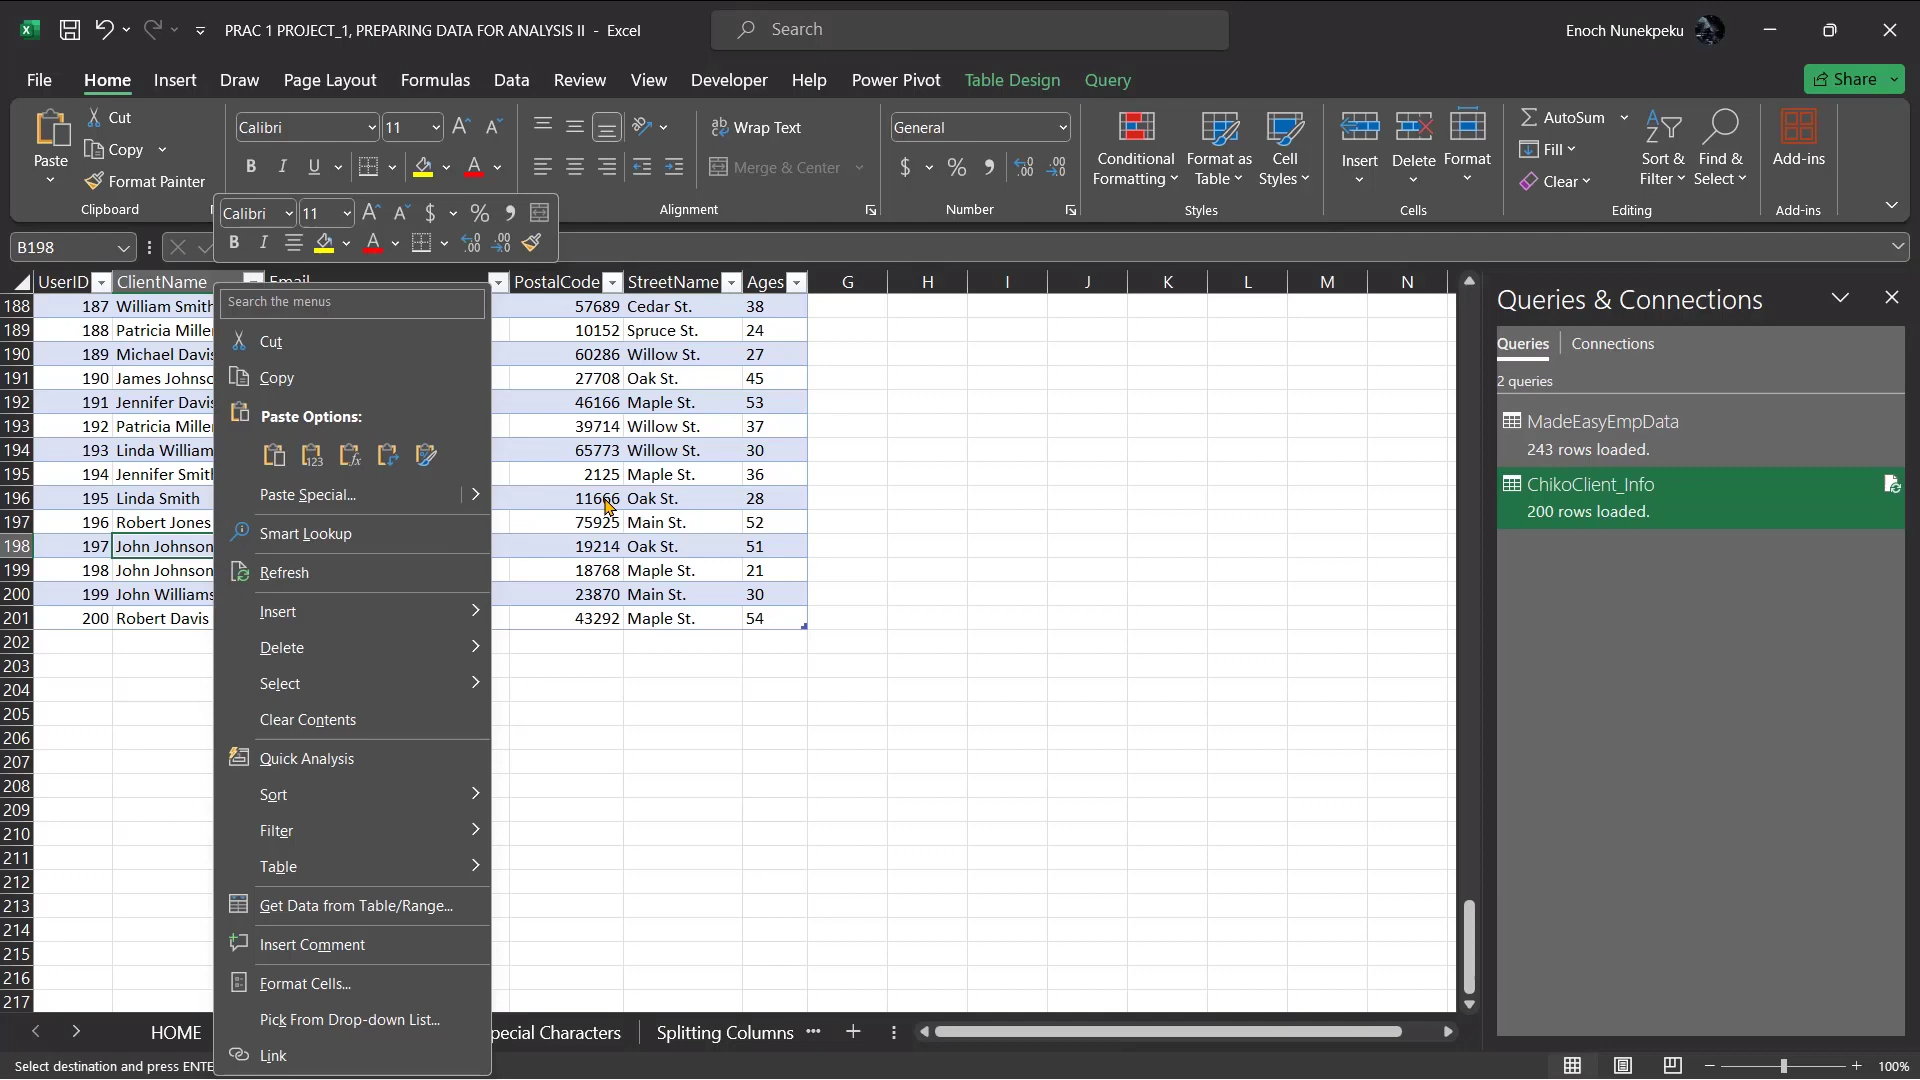 PRAC 1 PROJECT_1, PREPARING DATA FOR ANALYSIS II - Excel
Search
Enoch Nunekpeku
File Home Insert Draw Page Layout Formulas Data Review View Developer Help Power Pivot Table Design Query
Share
Paste
Cut
Copy
Format Painter
Clipboard
Calibri 11
B I U
Wrap Text
Merge & Center
Alignment
General
$ % ,
Number
Conditional Formatting
Format as Table
Cell Styles
Styles
Insert
Delete
Format
Cells
AutoSum
Fill
Clear
Sort & Filter
Find & Select
Editing
Add-ins
Add-ins
Calibri 11 $ % ,
B I
B198
UserID ClientName Email PostalCode StreetName Ages G H I J K L M N
188 187 William Smith 57689 Cedar St. 38
189 188 Patricia Mille 10152 Spruce St. 24
190 189 Michael Davi 60286 Willow St. 27
191 190 James Johnso 27708 Oak St. 45
192 191 Jennifer Davi 46166 Maple St. 53
193 192 Patricia Mille 39714 Willow St. 37
194 193 Linda William 65773 Willow St. 30
195 194 Jennifer Smit 2125 Maple St. 36
196 195 Linda Smith 11666 Oak St. 28
197 196 Robert Jones 75925 Main St. 52
198 197 John Johnson 19214 Oak St. 51
199 198 John Johnson 18768 Maple St. 21
200 199 John Williams 23870 Main St. 30
201 200 Robert Davis 43292 Maple St. 54
202
203
204
205
206
207
208
209
210
211
212
213
214
215
216
217
Search the menus
Cut
Copy
Paste Options:
Paste Special...
Smart Lookup
Refresh
Insert
Delete
Select
Clear Contents
Quick Analysis
Sort
Filter
Table
Get Data from Table/Range...
Insert Comment
Format Cells...
Pick From Drop-down List...
Link
Queries & Connections
Queries Connections
2 queries
MadeEasyEmpData
243 rows loaded.
ChikoClient_Info
200 rows loaded.
HOME pecial Characters Splitting Columns
Select destination and press ENTE
100%